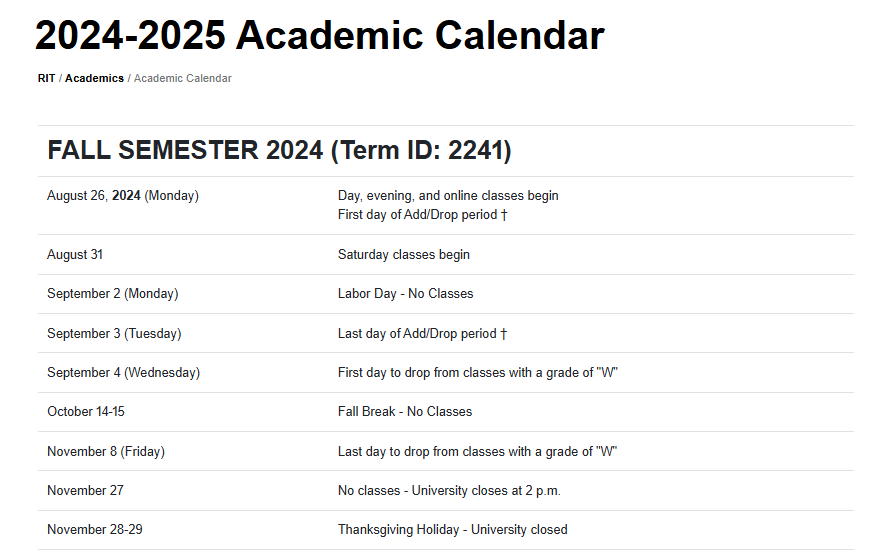 2024-2025 Academic Calendar
RIT / Academics / Academic Calendar
FALL SEMESTER 2024 (Term ID: 2241)
August 26, 2024 (Monday) Day, evening, and online classes begin
First day of Add/Drop period †
August 31 Saturday classes begin
September 2 (Monday) Labor Day - No Classes
September 3 (Tuesday) Last day of Add/Drop period †
September 4 (Wednesday) First day to drop from classes with a grade of "W"
October 14-15 Fall Break - No Classes
November 8 (Friday) Last day to drop from classes with a grade of "W"
November 27 No classes - University closes at 2 p.m.
November 28-29 Thanksgiving Holiday - University closed